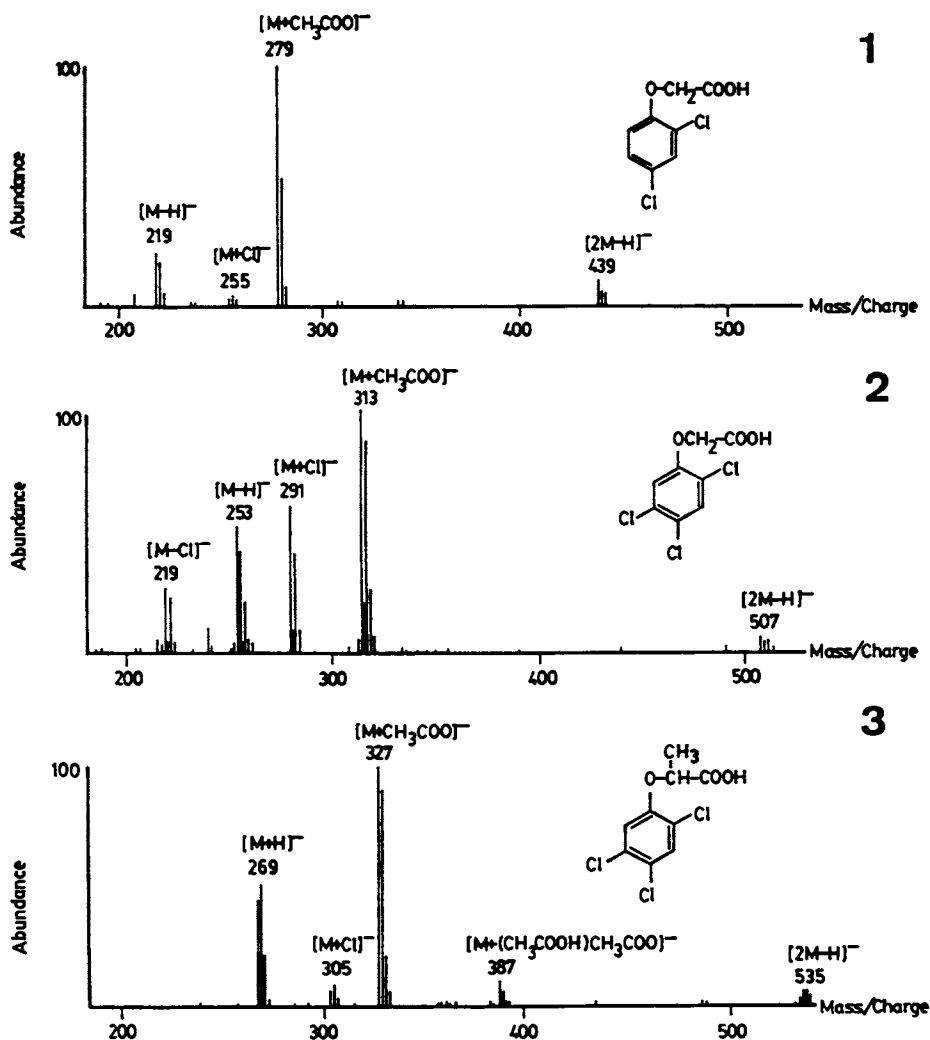 [M+CH₃COO]⁻
279
1
100
O-CH₂-COOH
Cl
Cl
Abundance
[M-H]⁻
219
[M+Cl]⁻
255
[2M-H]⁻
439
Mass/Charge
200
300
400
500
[M+CH₃COO]⁻
313
2
100
OCH₂-COOH
Cl
Cl
Cl
Abundance
[M+Cl]⁻
291
[M-H]⁻
253
[M-Cl]⁻
219
[2M-H]⁻
507
Mass/Charge
200
300
400
500
[M+CH₃COO]⁻
327
3
100
CH₃
O-CH-COOH
Cl
Cl
Cl
Abundance
[M+H]⁻
269
[M+Cl]⁻
305
[M+(CH₃COOH)CH₃COO]⁻
387
[2M-H]⁻
535
Mass/Charge
200
300
400
500